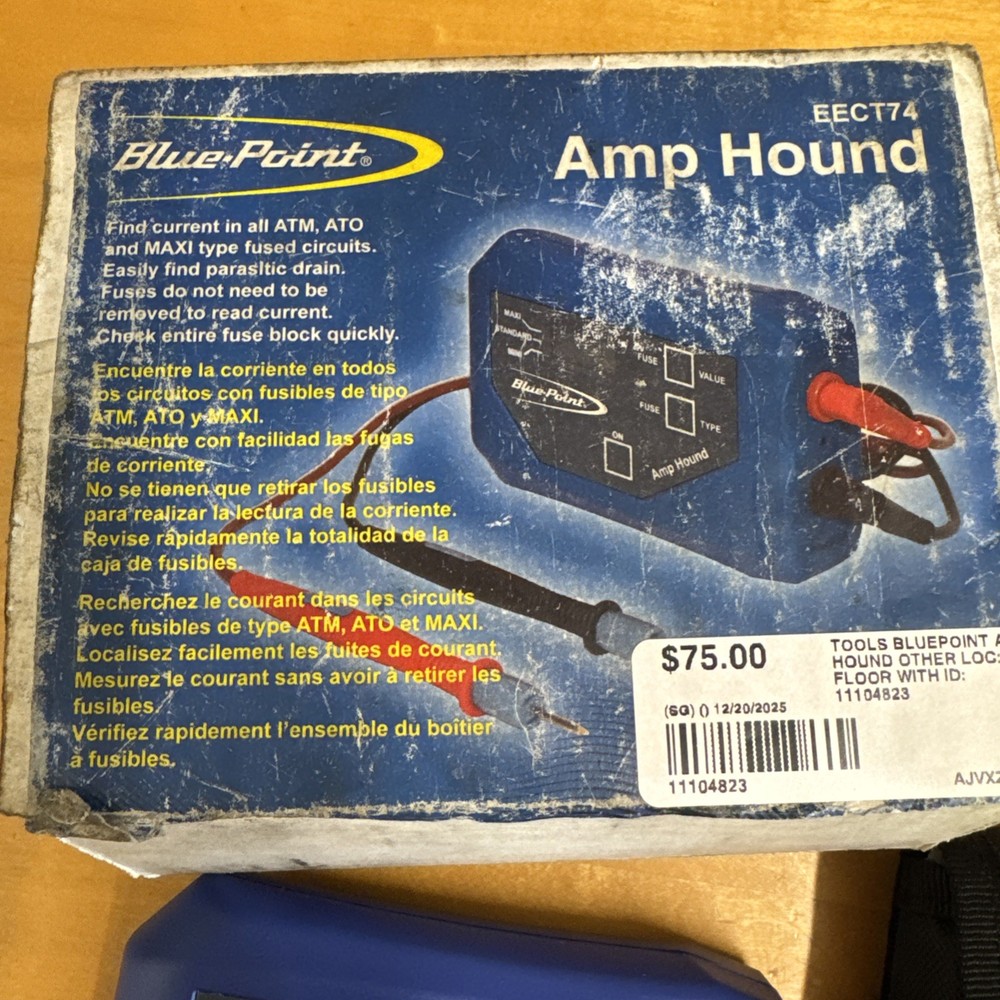 EECT74
Blue-Point®
Amp Hound
Find current in all ATM, ATO
and MAXI type fused circuits.
Easily find parasitic drain.
Fuses do not need to be
removed to read current.
Check entire fuse block quickly.
Encuentre la corriente en todos
los circuitos con fusibles de tipo
ATM, ATO y MAXI.
Encuentre con facilidad las fugas
de corriente.
No se tienen que retirar los fusibles
para realizar la lectura de la corriente.
Revise rápidamente la totalidad de la
caja de fusibles.
Recherchez le courant dans les circuits
avec fusibles de type ATM, ATO et MAXI.
Localisez facilement les fuites de courant.
Mesurez le courant sans avoir à retirer les
fusibles.
Vérifiez rapidement l'ensemble du boîtier
à fusibles.
MAXI
STANDARD
MINI
Blue-Point
FUSE
VALUE
FUSE
TYPE
ON
Amp Hound
$75.00
TOOLS BLUEPOINT A
HOUND OTHER LOC:
FLOOR WITH ID:
11104823
(SG) () 12/20/2025
11104823
AJVX